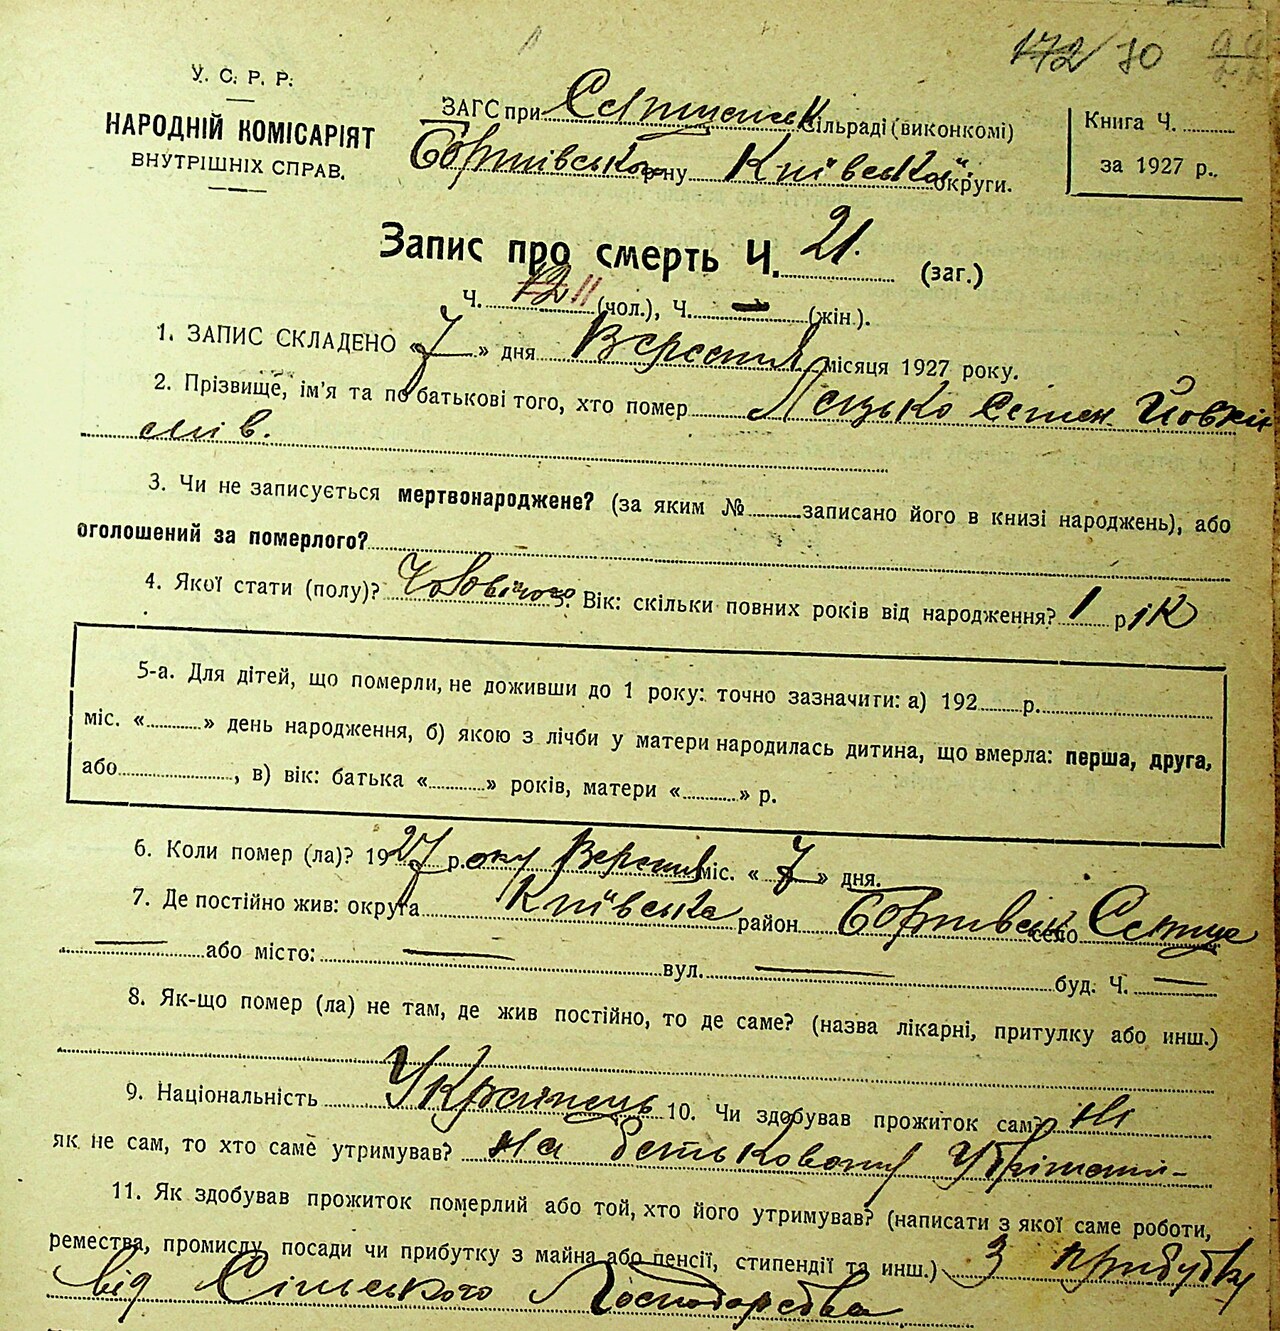 172/70
У. С. Р. Р.
НАРОДНІЙ КОМІСАРІЯТ
ВНУТРІШНІХ СПРАВ.
ЗАГС при Сільраді (виконкомі)
рону Київської округи.
Книга Ч.
за 1927 р.
Запис про смерть Ч. 21. (заг.)
Ч. 12 11 (чол.), Ч. — (жін.).
1. ЗАПИС СКЛАДЕНО «7» дня Вересня місяця 1927 року.
2. Прізвище, ім'я та по батькові того, хто помер
3. Чи не записується мертвонароджене? (за яким № записано його в книзі народжень), або
оголошений за померлого?
4. Якої стати (полу)? Чоловічого 5. Вік: скільки повних років від народження? 1 рік
5-а. Для дітей, що померли, не доживши до 1 року: точно зазначити: а) 192 р.
міс. « » день народження, б) якою з лічби у матери народилась дитина, що вмерла: перша, друга,
або , в) вік: батька « » років, матери « » р.
6. Коли помер (ла)? 1927 року Вересня міс. «7» дня.
7. Де постійно жив: округа Київська район село
— або місто: — вул. — буд. Ч. —
8. Як-що помер (ла) не там, де жив постійно, то де саме? (назва лікарні, притулку або инш.)
9. Національність Українець 10. Чи здобував прожиток сам? Ні
як не сам, то хто саме утримував? На
11. Як здобував прожиток померлий або той, хто його утримував? (написати з якої саме роботи,
ремества, промислу, посади чи прибутку з майна або пенсії, стипендії та инш.) З прибутку
від Сільського Господарства